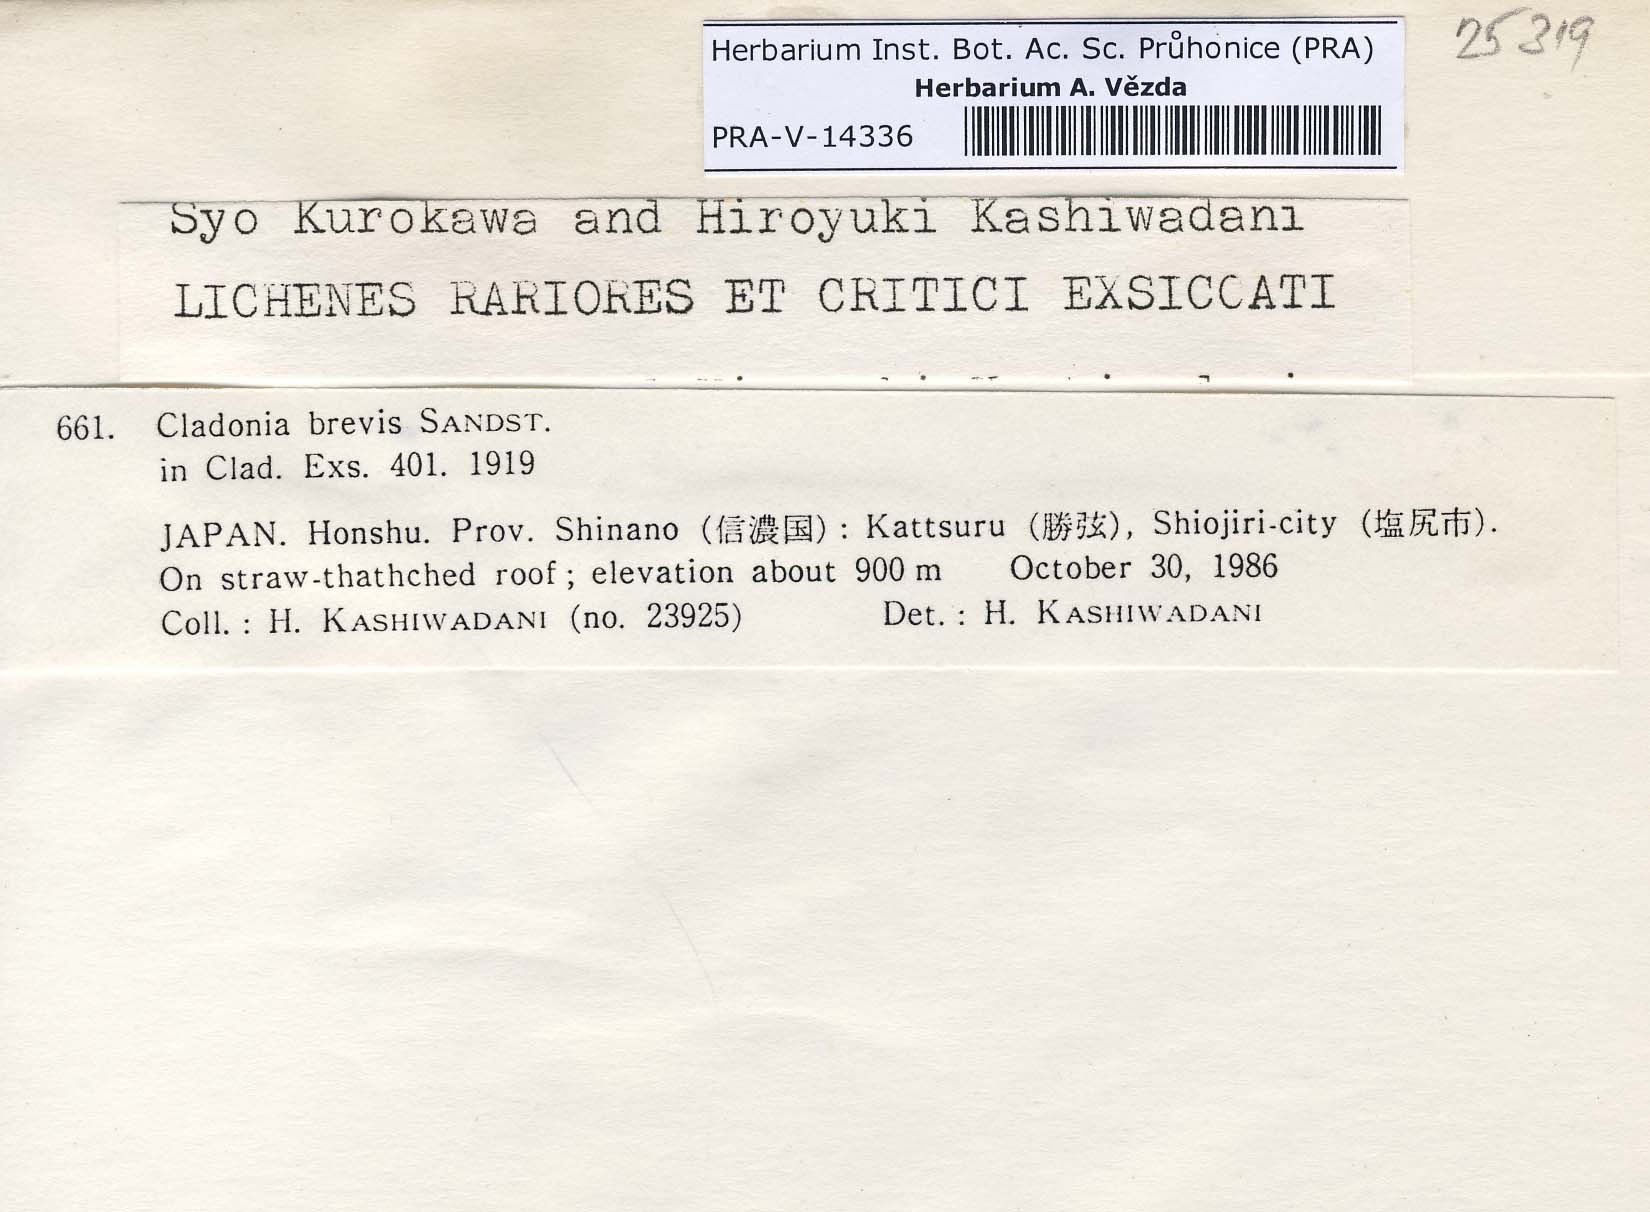 25 319
Herbarium Inst. Bot. Ac. Sc. Průhonice (PRA)
Herbarium A. Vězda
PRA-V-14336
Syo Kurokawa and Hiroyuki Kashiwadani
LICHENES RARIORES ET CRITICI EXSICCATI
661. Cladonia brevis SANDST.
in Clad. Exs. 401. 1919
JAPAN. Honshu. Prov. Shinano (信濃国) : Kattsuru (勝弦), Shiojiri-city (塩尻市).
On straw-thathched roof ; elevation about 900 m October 30, 1986
Coll. : H. KASHIWADANI (no. 23925) Det. : H. KASHIWADANI